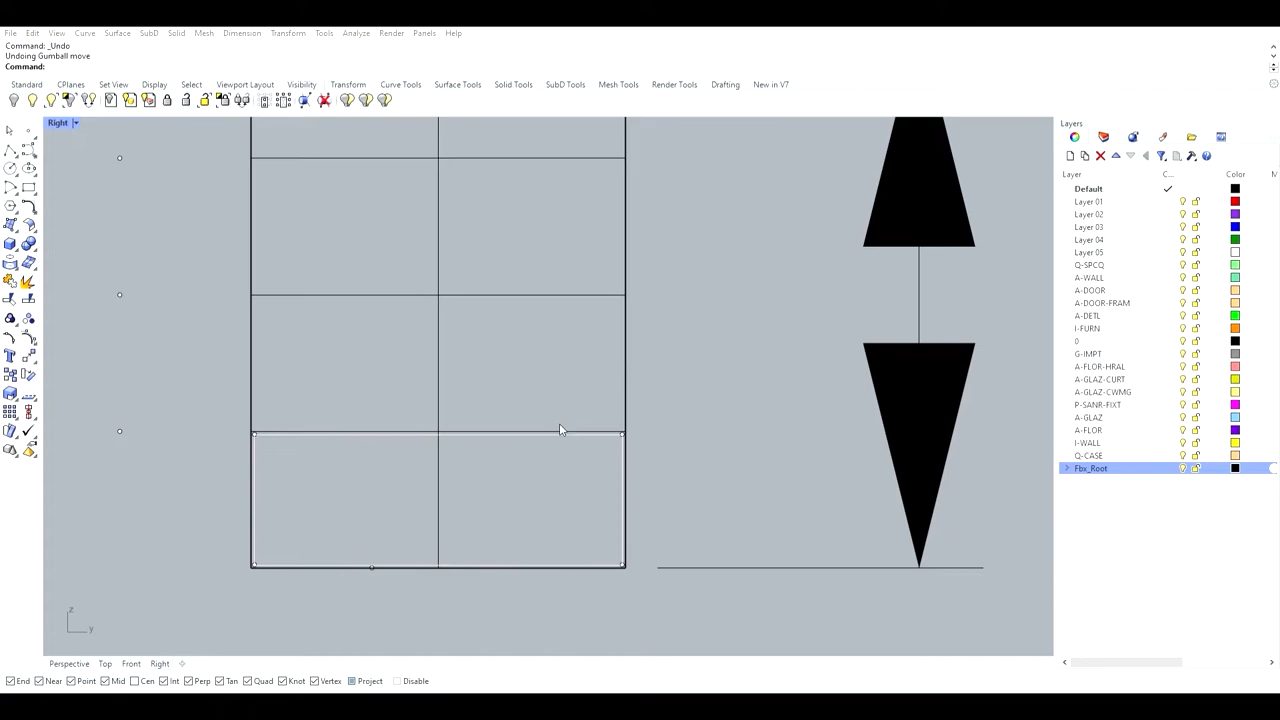 File Edit View Curve Surface SubD Solid Mesh Dimension Transform Tools Analyze Render Panels Help
Command: _Undo
Undoing Gumball move
Command:
Standard CPlanes Set View Display Select Viewport Layout Visibility Transform Curve Tools Surface Tools Solid Tools SubD Tools Mesh Tools Render Tools Drafting New in V7
Right
Layers
Layer C... Color M
Default
Layer 01
Layer 02
Layer 03
Layer 04
Layer 05
Q-SPCQ
A-WALL
A-DOOR
A-DOOR-FRAM
A-DETL
I-FURN
0
G-IMPT
A-FLOR-HRAL
A-GLAZ-CURT
A-GLAZ-CWMG
P-SANR-FIXT
A-GLAZ
A-FLOR
I-WALL
Q-CASE
Fbx_Root
z
y
Perspective Top Front Right
End Near Point Mid Cen Int Perp Tan Quad Knot Vertex Project Disable